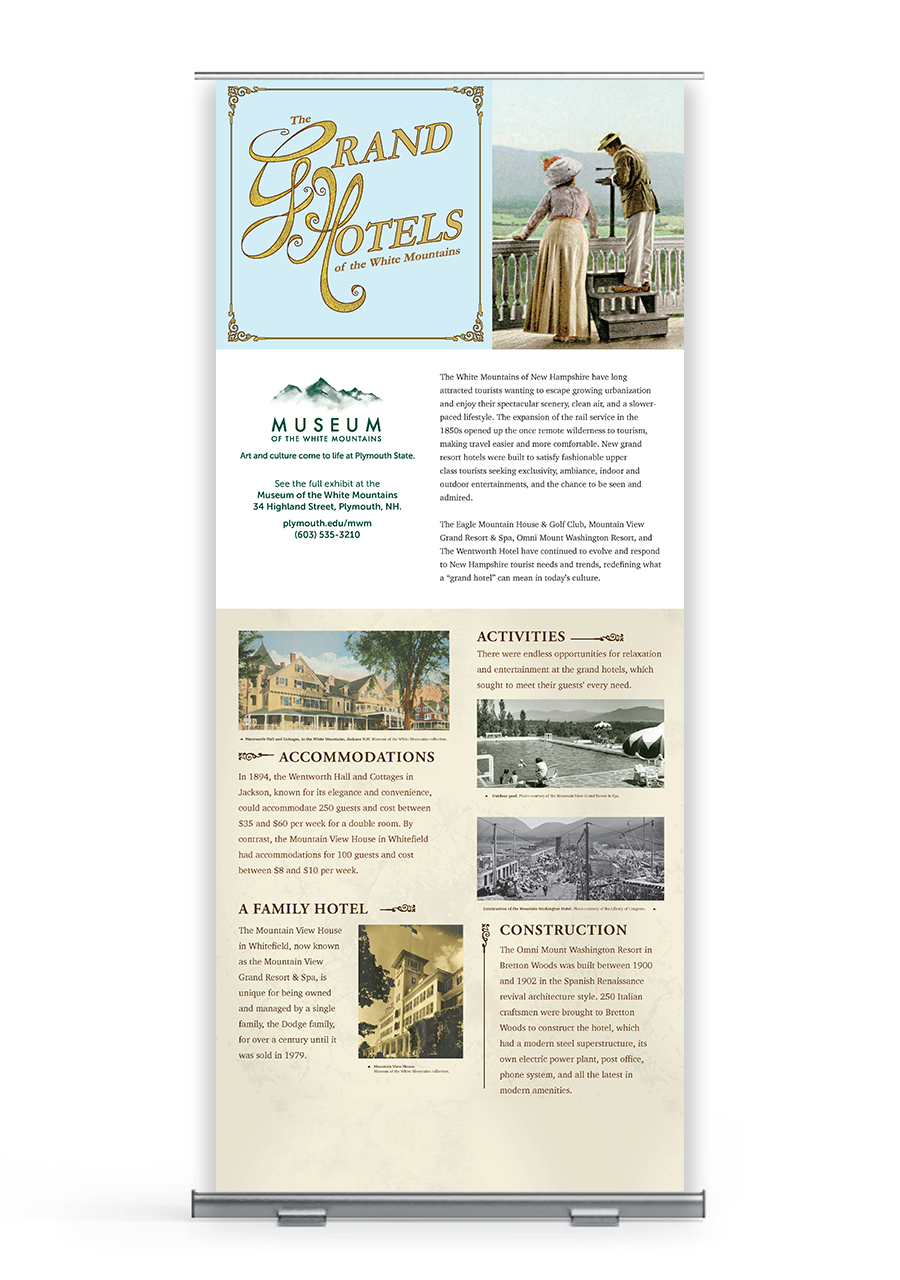 The
GRAND
HOTELS
of the White Mountains
MUSEUM
OF THE WHITE MOUNTAINS
Art and culture come to life at Plymouth State.
See the full exhibit at the
Museum of the White Mountains
34 Highland Street, Plymouth, NH.
plymouth.edu/mwm
(603) 535-3210
The White Mountains of New Hampshire have long
attracted tourists wanting to escape growing urbanization
and enjoy their spectacular scenery, clean air, and a slower-
paced lifestyle. The expansion of the rail service in the
1850s opened up the once remote wilderness to tourism,
making travel easier and more comfortable. New grand
resort hotels were built to satisfy fashionable upper
class tourists seeking exclusivity, ambiance, indoor and
outdoor entertainments, and the chance to be seen and
admired.
The Eagle Mountain House & Golf Club, Mountain View
Grand Resort & Spa, Omni Mount Washington Resort, and
The Wentworth Hotel have continued to evolve and respond
to New Hampshire tourist needs and trends, redefining what
a “grand hotel” can mean in today’s culture.
Wentworth Hall and Cottages, in the White Mountains, Jackson N.H. Museum of the White Mountains collection.
ACCOMMODATIONS
In 1894, the Wentworth Hall and Cottages in
Jackson, known for its elegance and convenience,
could accommodate 250 guests and cost between
$35 and $60 per week for a double room. By
contrast, the Mountain View House in Whitefield
had accommodations for 100 guests and cost
between $8 and $10 per week.
A FAMILY HOTEL
The Mountain View House
in Whitefield, now known
as the Mountain View
Grand Resort & Spa, is
unique for being owned
and managed by a single
family, the Dodge family,
for over a century until it
was sold in 1979.
Mountain View House.
Museum of the White Mountains collection.
ACTIVITIES
There were endless opportunities for relaxation
and entertainment at the grand hotels, which
sought to meet their guests’ every need.
Outdoor pool. Photo courtesy of the Mountain View Grand Resort & Spa.
Construction of the Mountain Washington Hotel. Photo courtesy of the Library of Congress.
CONSTRUCTION
The Omni Mount Washington Resort in
Bretton Woods was built between 1900
and 1902 in the Spanish Renaissance
revival architecture style. 250 Italian
craftsmen were brought to Bretton
Woods to construct the hotel, which
had a modern steel superstructure, its
own electric power plant, post office,
phone system, and all the latest in
modern amenities.